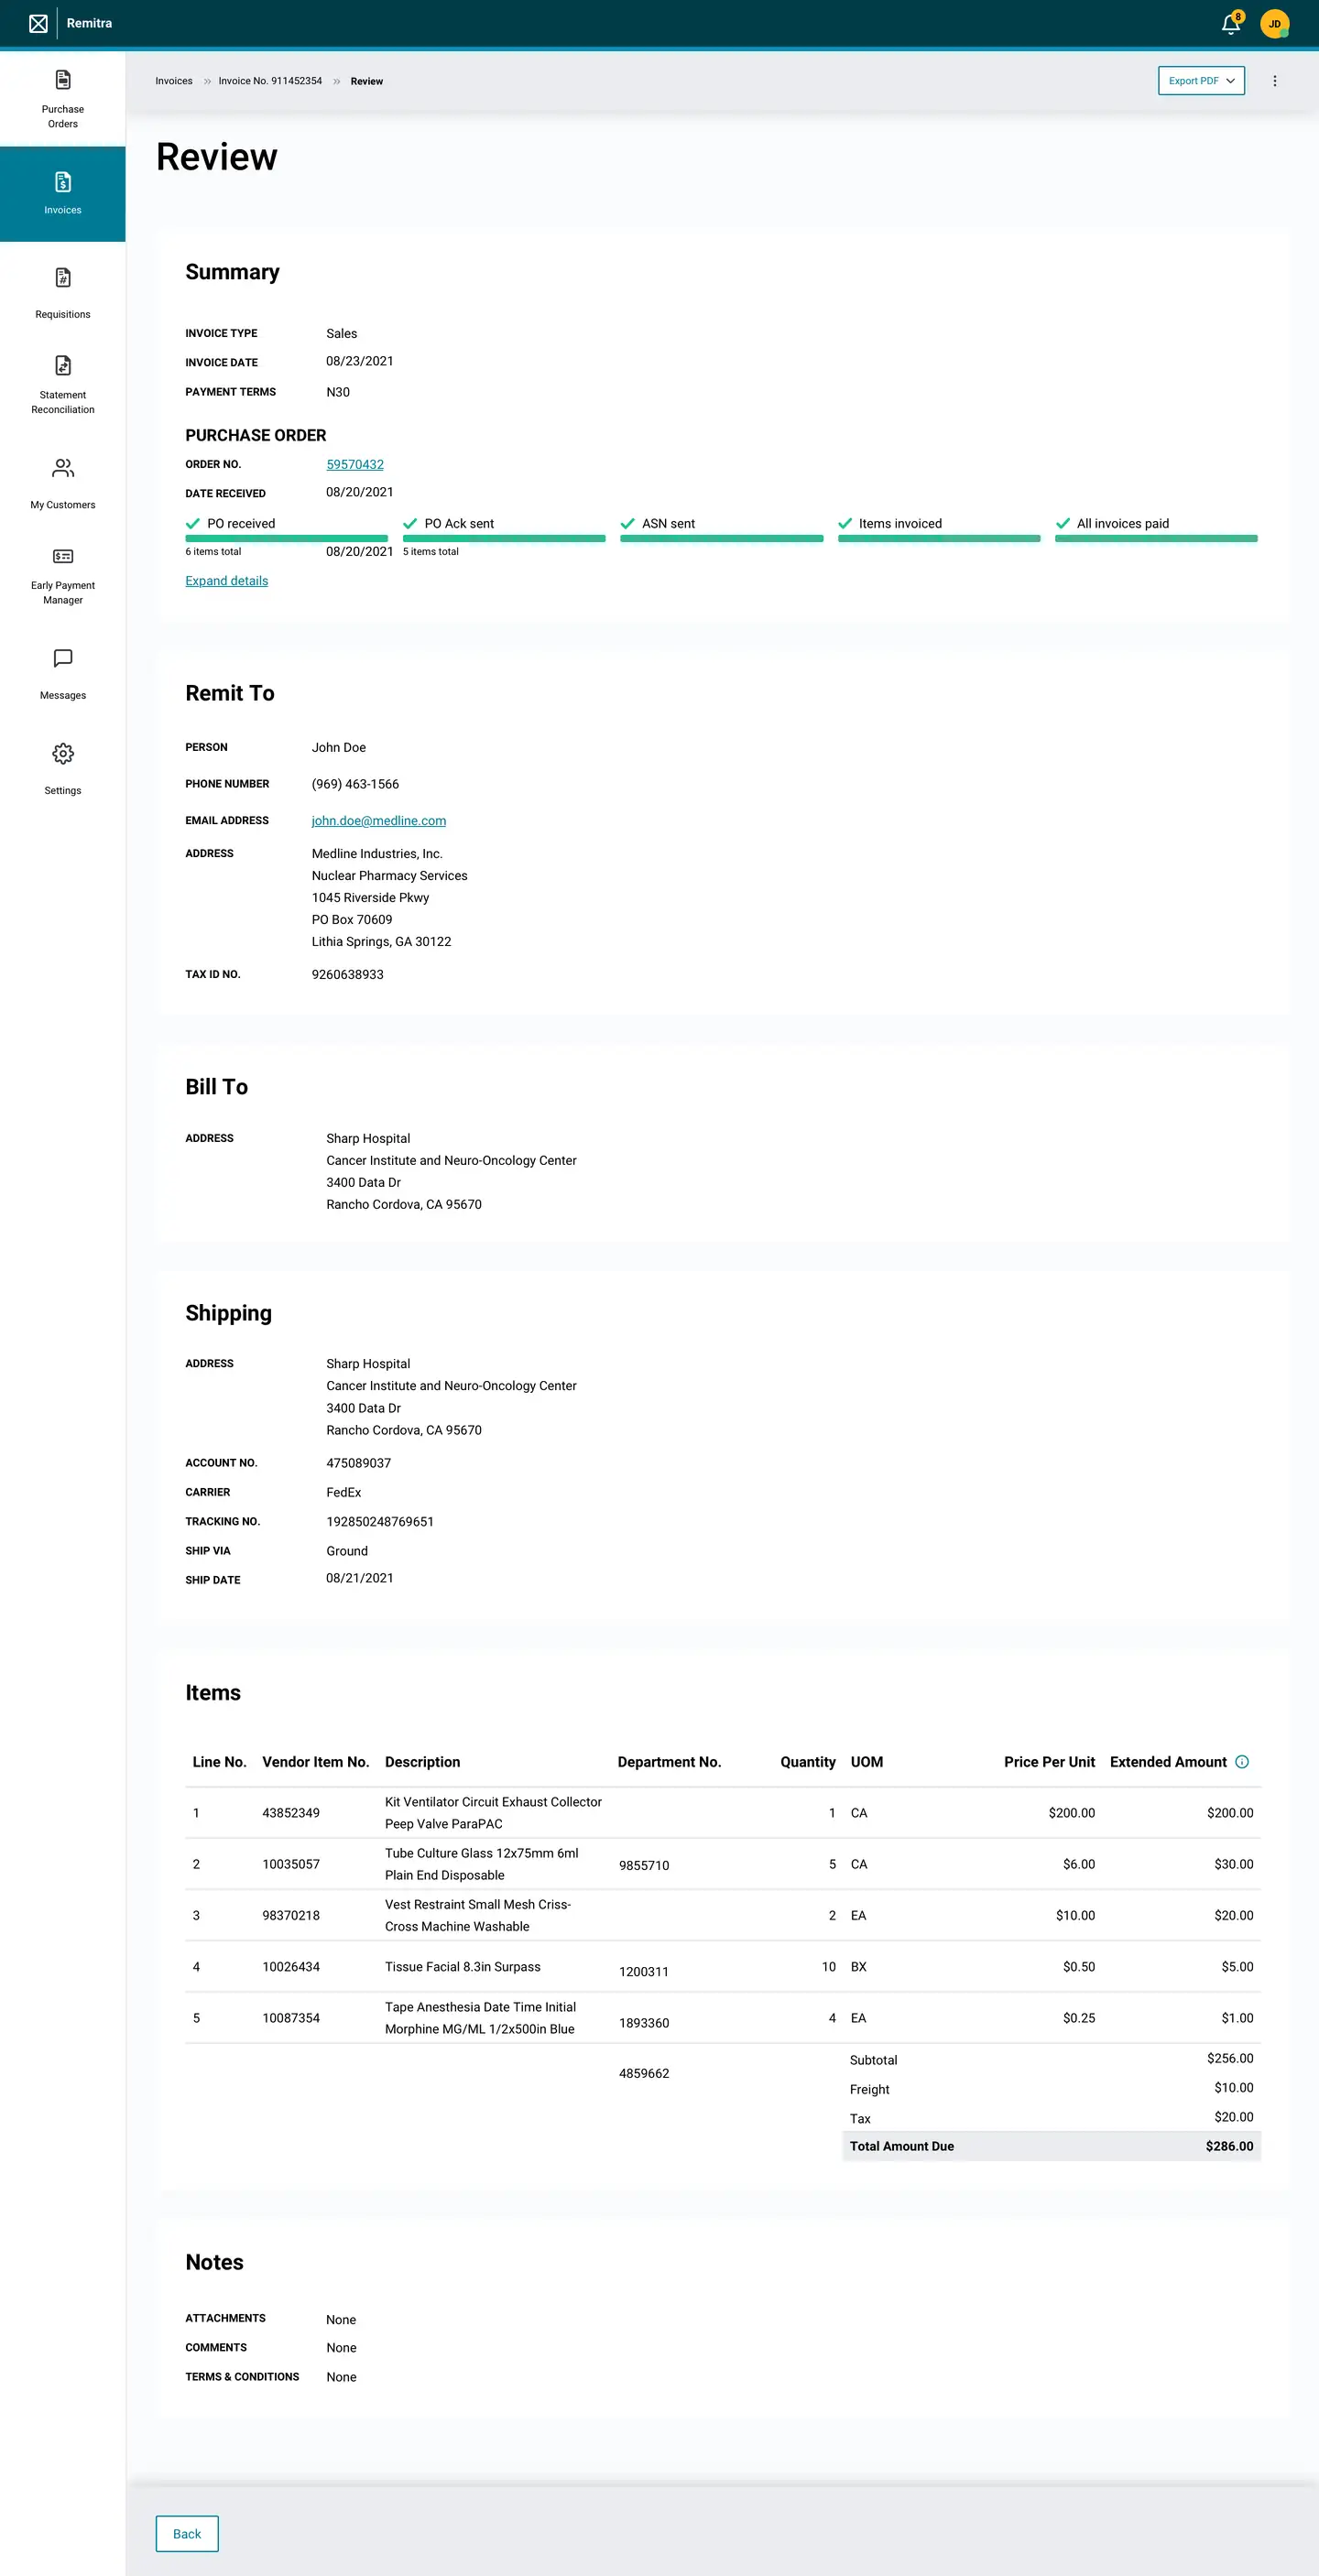 Remitra
8
JD
Purchase
Orders
Invoices
Requisitions
Statement
Reconciliation
My Customers
Early Payment
Manager
Messages
Settings
Invoices » Invoice No. 911452354 » Review
Export PDF
Review
Summary
INVOICE TYPE Sales
INVOICE DATE 08/23/2021
PAYMENT TERMS N30
PURCHASE ORDER
ORDER NO. 59570432
DATE RECEIVED 08/20/2021
PO received PO Ack sent ASN sent Items invoiced All invoices paid
6 items total 08/20/2021 5 items total
Expand details
Remit To
PERSON John Doe
PHONE NUMBER (969) 463-1566
EMAIL ADDRESS john.doe@medline.com
ADDRESS Medline Industries, Inc.
Nuclear Pharmacy Services
1045 Riverside Pkwy
PO Box 70609
Lithia Springs, GA 30122
TAX ID NO. 9260638933
Bill To
ADDRESS Sharp Hospital
Cancer Institute and Neuro-Oncology Center
3400 Data Dr
Rancho Cordova, CA 95670
Shipping
ADDRESS Sharp Hospital
Cancer Institute and Neuro-Oncology Center
3400 Data Dr
Rancho Cordova, CA 95670
ACCOUNT NO. 475089037
CARRIER FedEx
TRACKING NO. 192850248769651
SHIP VIA Ground
SHIP DATE 08/21/2021
Items
Line No. Vendor Item No. Description Department No. Quantity UOM Price Per Unit Extended Amount
Kit Ventilator Circuit Exhaust Collector
1 43852349 1 CA $200.00 $200.00
Peep Valve ParaPAC
Tube Culture Glass 12x75mm 6ml
2 10035057 9855710 5 CA $6.00 $30.00
Plain End Disposable
Vest Restraint Small Mesh Criss-
3 98370218 2 EA $10.00 $20.00
Cross Machine Washable
4 10026434 Tissue Facial 8.3in Surpass 1200311 10 BX $0.50 $5.00
Tape Anesthesia Date Time Initial
5 10087354 1893360 4 EA $0.25 $1.00
Morphine MG/ML 1/2x500in Blue
Subtotal $256.00
4859662
Freight $10.00
Tax $20.00
Total Amount Due $286.00
Notes
ATTACHMENTS None
COMMENTS None
TERMS & CONDITIONS None
Back